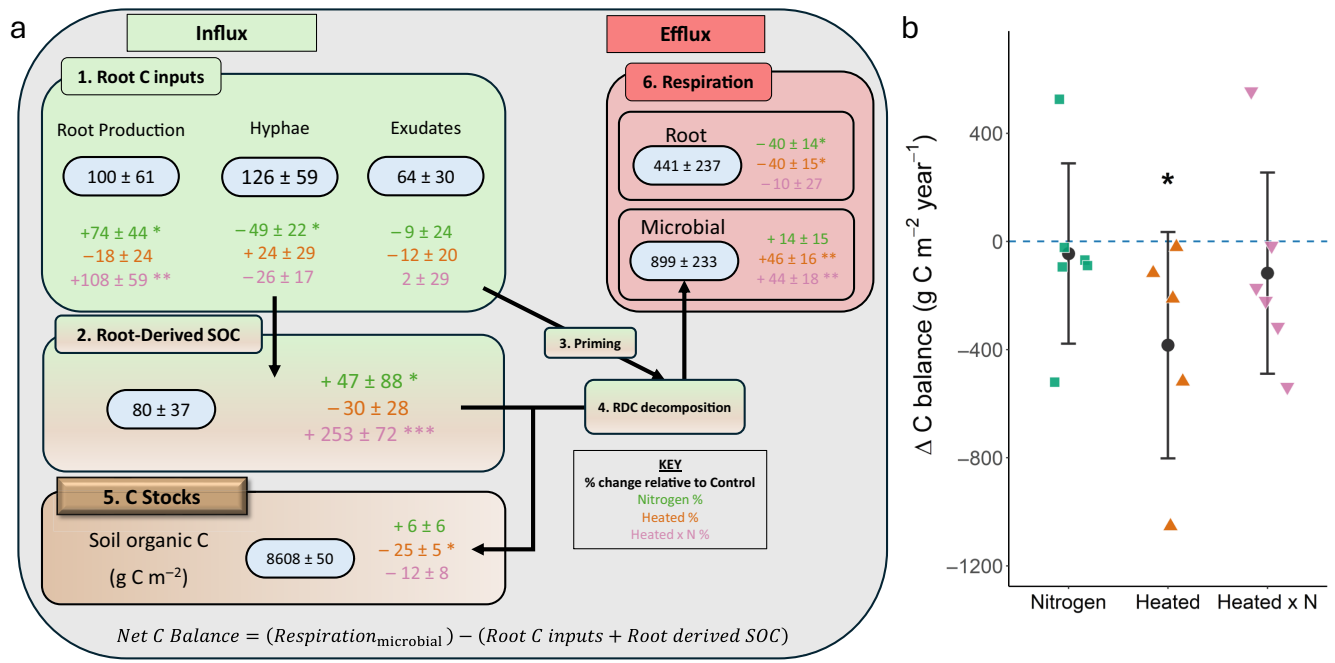 a
Influx
Efflux
1. Root C inputs
Root Production
Hyphae
Exudates
100 ± 61
126 ± 59
64 ± 30
+74 ± 44 *
− 49 ± 22 *
−9 ± 24
−18 ± 24
+ 24 ± 29
−12 ± 20
+108 ± 59 **
−26 ± 17
2 ± 29
6. Respiration
Root
441 ± 237
− 40 ± 14*
− 40 ± 15*
− 10 ± 27
Microbial
899 ± 233
+ 14 ± 15
+46 ± 16 **
+ 44 ± 18 **
2. Root-Derived SOC
80 ± 37
+ 47 ± 88 *
− 30 ± 28
+ 253 ± 72 ***
3. Priming
4. RDC decomposition
5. C Stocks
Soil organic C
(g C m−2)
8608 ± 50
+ 6 ± 6
− 25 ± 5 *
− 12 ± 8
KEY
% change relative to Control
Nitrogen %
Heated %
Heated x N %
Net C Balance = (Respiration microbial ) − (Root C inputs + Root derived SOC)
b
Δ C balance (g C m−2 year−1)
400
0
−400
−800
−1200
*
Nitrogen
Heated
Heated x N